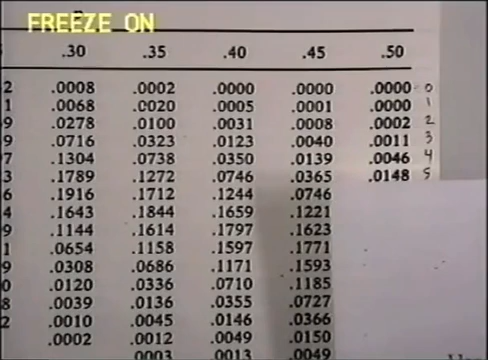 FREEZE ON
.30 .35 .40 .45 .50
2 .0008 .0002 .0000 .0000 .0000 0
1 .0068 .0020 .0005 .0001 .0000 1
9 .0278 .0100 .0031 .0008 .0002 2
9 .0716 .0323 .0123 .0040 .0011 3
7 .1304 .0738 .0350 .0139 .0046 4
3 .1789 .1272 .0746 .0365 .0148 5
6 .1916 .1712 .1244 .0746
4 .1643 .1844 .1659 .1221
9 .1144 .1614 .1797 .1623
1 .0654 .1158 .1597 .1771
9 .0308 .0686 .1171 .1593
0 .0120 .0336 .0710 .1185
8 .0039 .0136 .0355 .0727
2 .0010 .0045 .0146 .0366
.0002 .0012 .0049 .0150
.0003 .0013 .0049